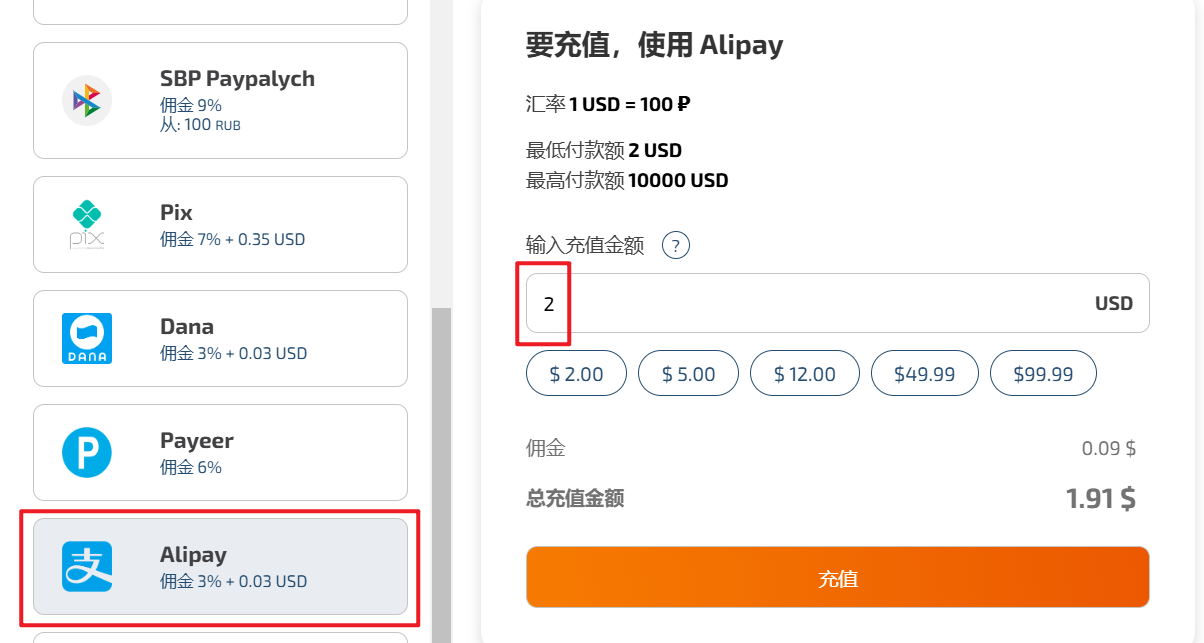 SBP Paypalych
佣金 9%
从: 100 RUB
pix
Pix
佣金 7% + 0.35 USD
DANA
Dana
佣金 3% + 0.03 USD
P
Payeer
佣金 6%
支
Alipay
佣金 3% + 0.03 USD
要充值，使用 Alipay
汇率 1 USD = 100 ₽
最低付款额 2 USD
最高付款额 10000 USD
输入充值金额 ?
2 USD
$ 2.00 $ 5.00 $ 12.00 $49.99 $99.99
佣金 0.09 $
总充值金额 1.91 $
充值